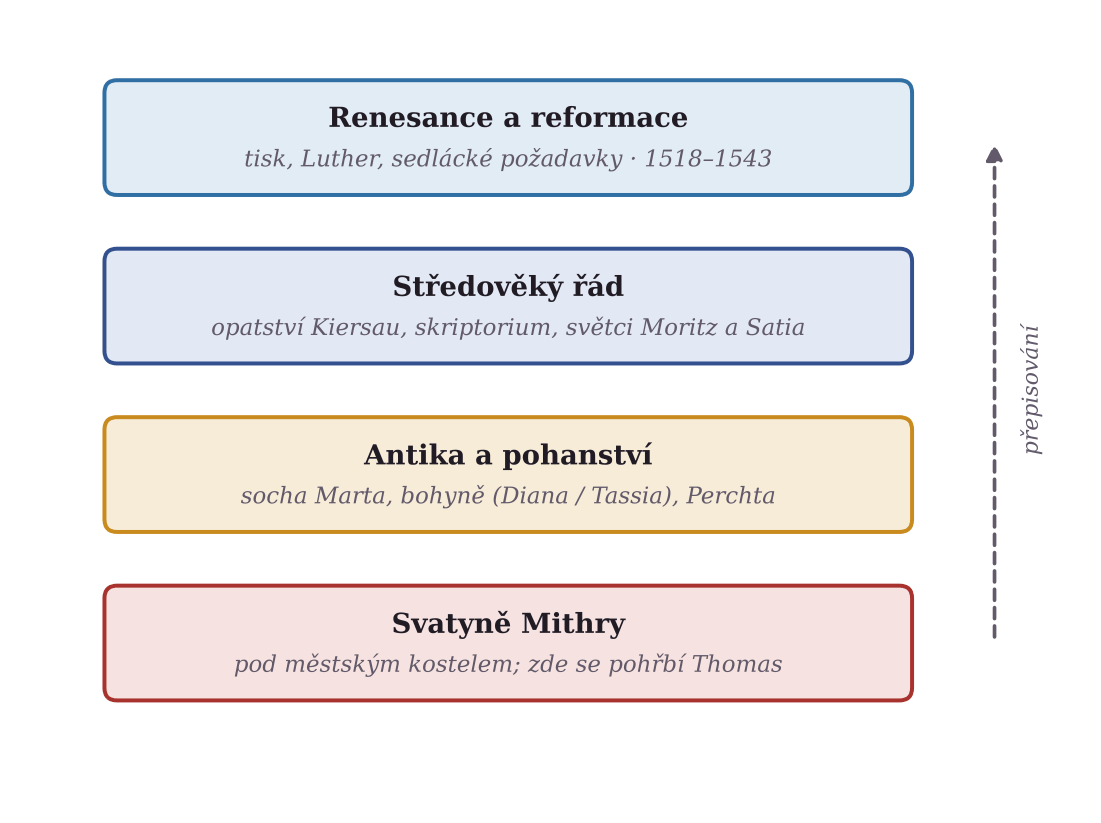 Renesance a reformace
tisk, Luther, sedlácké požadavky · 1518–1543
Středověký řád
opatství Kiersau, skriptorium, světci Moritz a Satia
Antika a pohanství
socha Marta, bohyně (Diana / Tassia), Perchta
Svatyně Mithry
pod městským kostelem; zde se pohřbí Thomas
přepisování